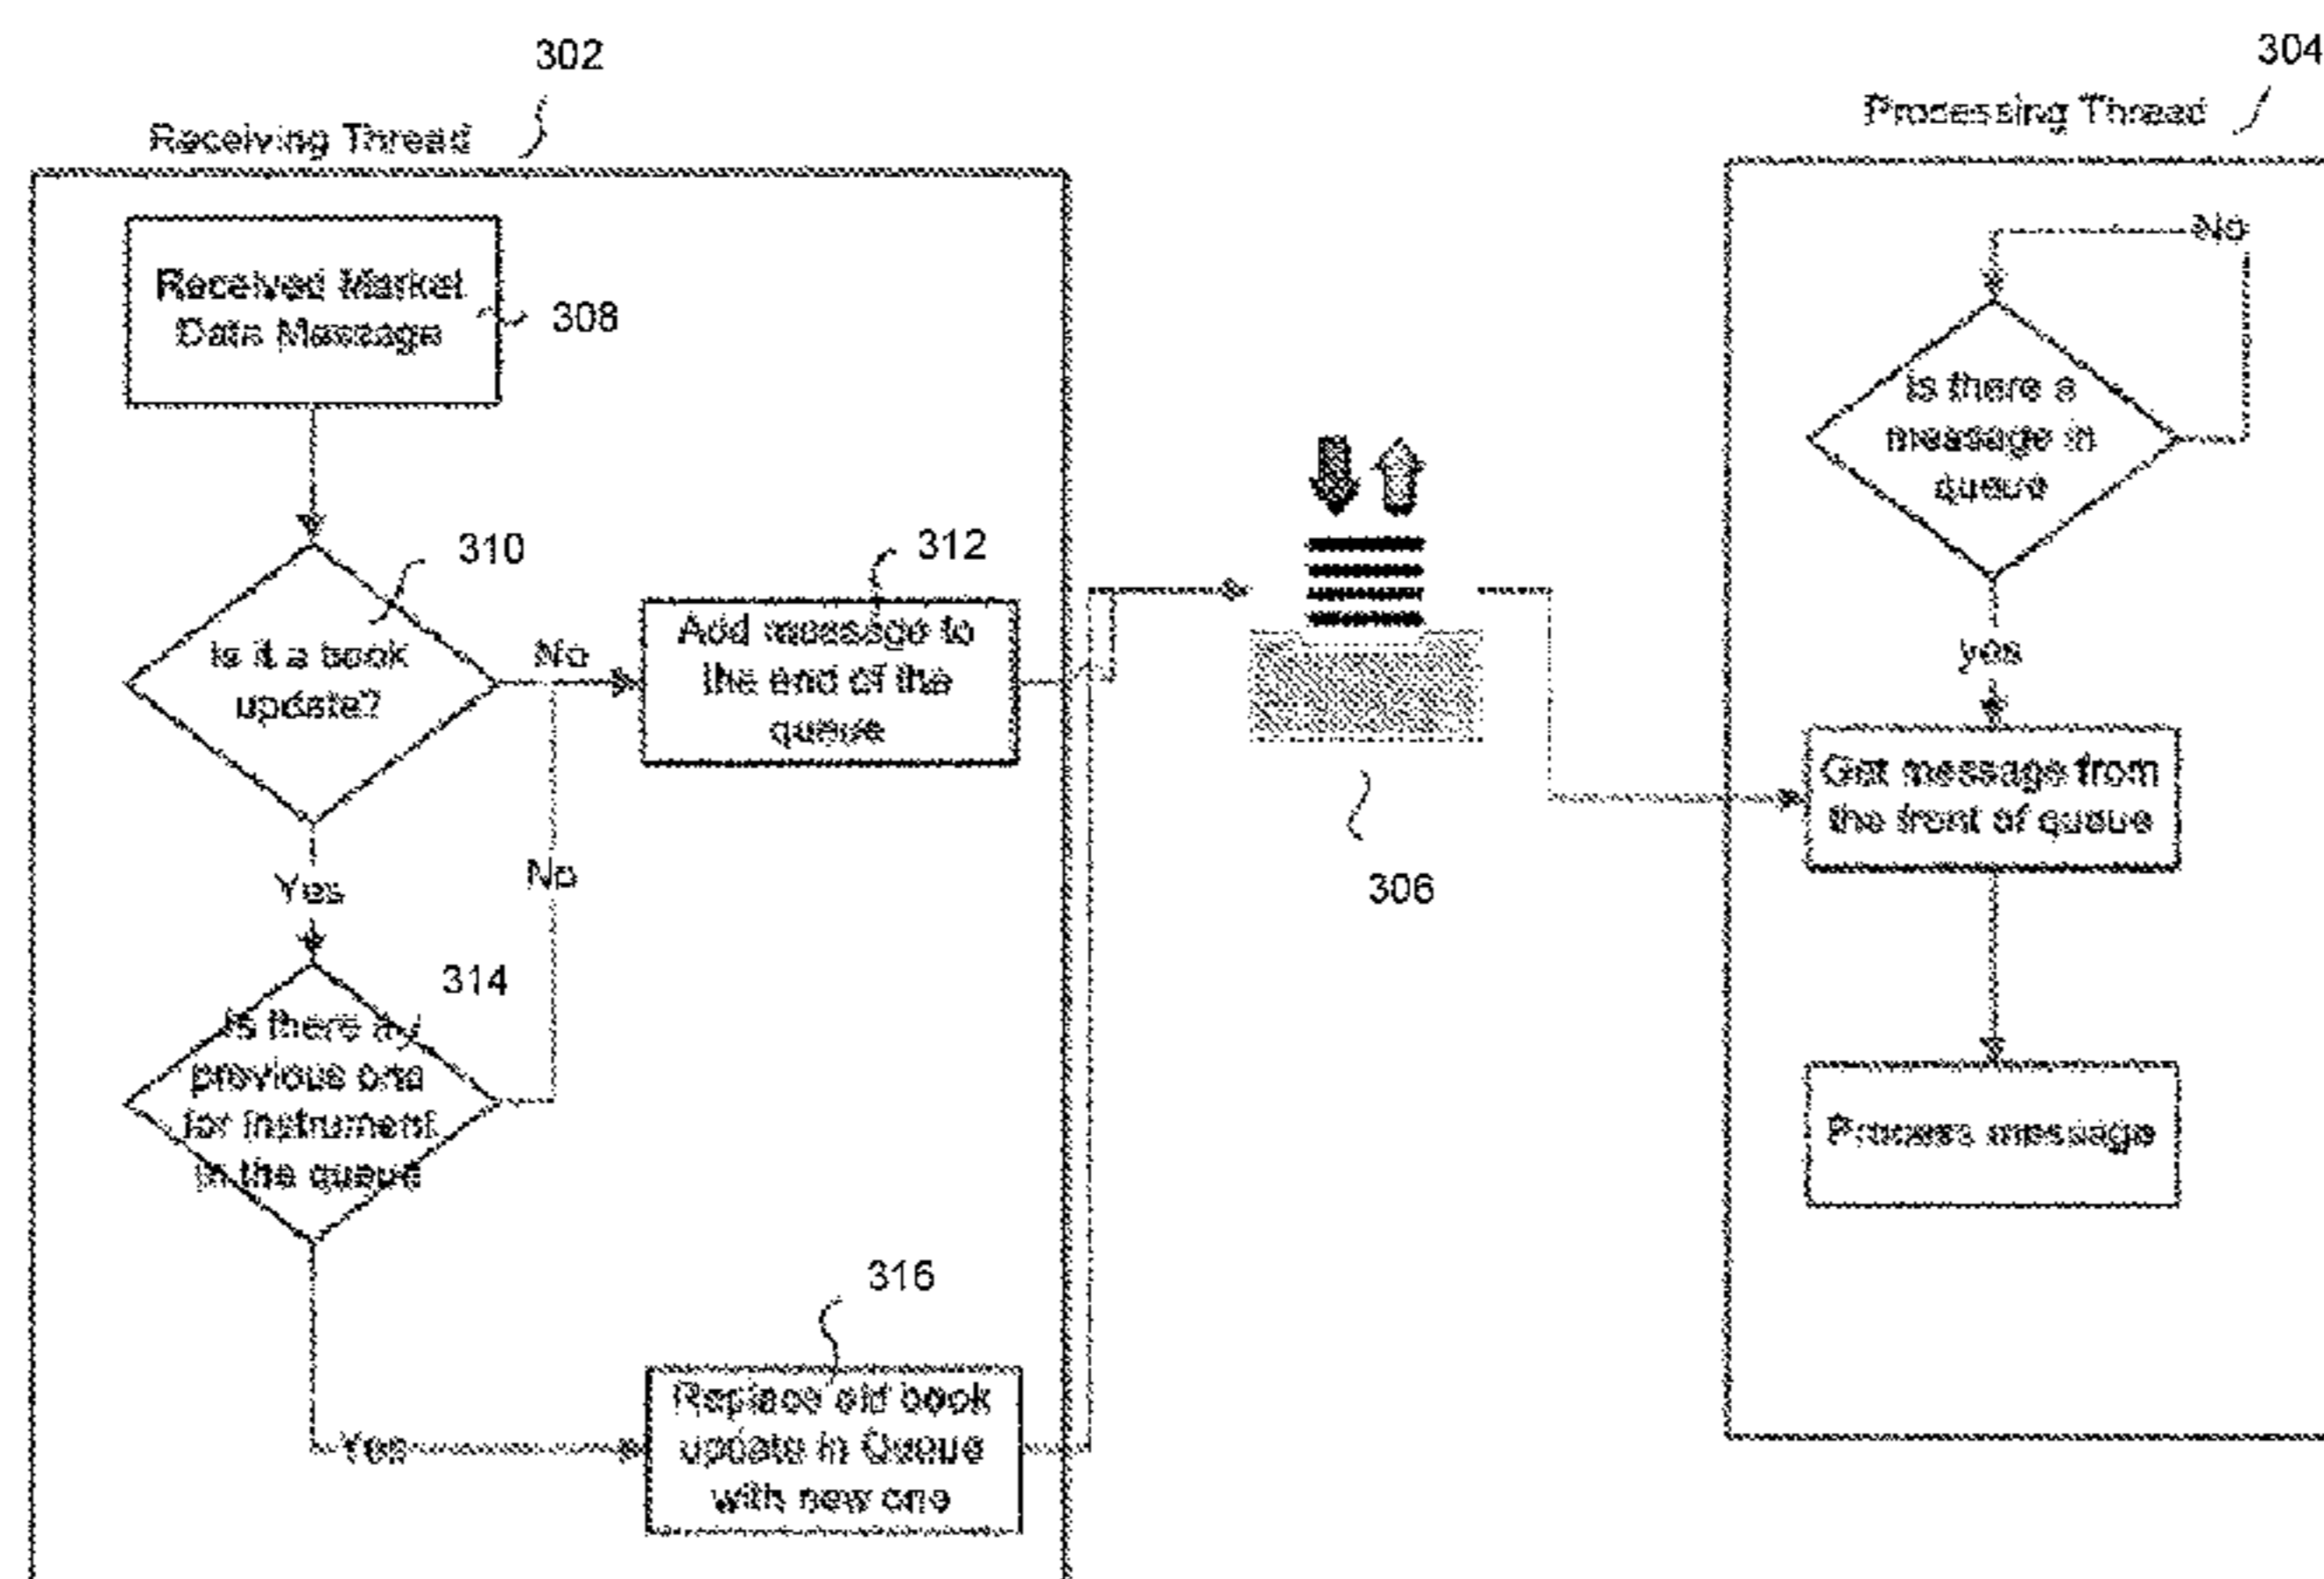 302
Receiving Thread
Received Market
Data Message
308
310
Is it a book
update?
No
312
Add message to
the end of the
queue
Yes
No
314
Is there a
previous one
for instrument
in the queue
Yes
316
Replace old book
update in Queue
with new one
306
304
Processing Thread
No
Is there a
message in
queue
yes
Get message from
the front of queue
Process message